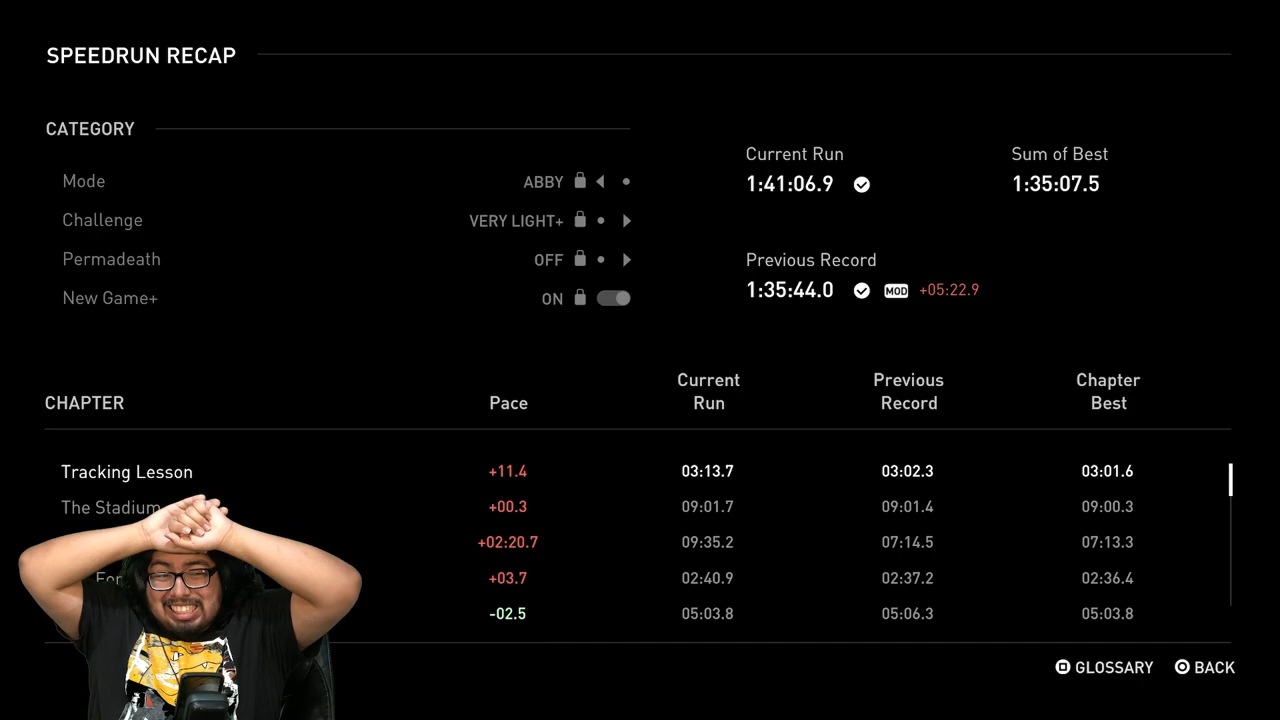 SPEEDRUN RECAP
CATEGORY
Mode ABBY
Challenge VERY LIGHT+
Permadeath OFF
New Game+ ON
Current Run Sum of Best
1:41:06.9 1:35:07.5
Previous Record
1:35:44.0 MOD +05:22.9
CHAPTER Pace Current Run Previous Record Chapter Best
Tracking Lesson +11.4 03:13.7 03:02.3 03:01.6
The Stadium +00.3 09:01.7 09:01.4 09:00.3
+02:20.7 09:35.2 07:14.5 07:13.3
For +03.7 02:40.9 02:37.2 02:36.4
-02.5 05:03.8 05:06.3 05:03.8
GLOSSARY BACK